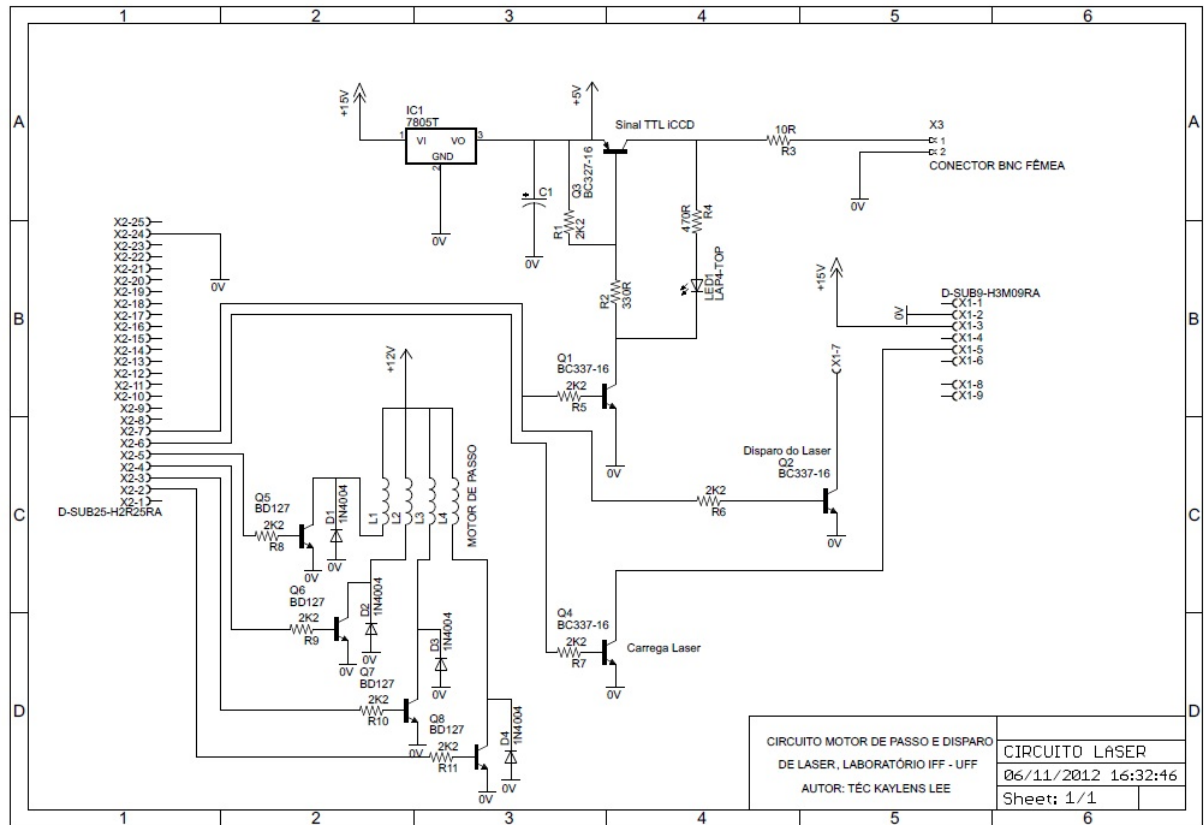 1 2 3 4 5 6
A A
B B
C C
D D
+15V
IC1
7805T
1 VI VO 3
GND
2
0V
+5V
C1
0V
Q3
BC327-16
R1
2K2
Sinal TTL iCCD
10R
R3
X3
1
2
CONECTOR BNC FÊMEA
0V
470R
R4
LED1
LAP4-TOP
R2
330R
X2-25
X2-24
X2-23
X2-22
X2-21
X2-20
X2-19
X2-18
X2-17
X2-16
X2-15
X2-14
X2-13
X2-12
X2-11
X2-10
X2-9
X2-8
X2-7
X2-6
X2-5
X2-4
X2-3
X2-2
X2-1
D-SUB25-H2R25RA
0V
+15V
D-SUB9-H3M09RA
0V
X1-1
X1-2
X1-3
X1-4
X1-5
X1-6
X1-8
X1-9
X1-7
+12V
Q1
BC337-16
2K2
R5
0V
Disparo do Laser
Q2
BC337-16
2K2
R6
0V
L1 L2 L3 L4
MOTOR DE PASSO
Q5
BD127
2K2
R8
0V
D1
1N4004
0V
Q6
BD127
2K2
R9
0V
D2
1N4004
0V
Q7
BD127
2K2
R10
0V
D3
1N4004
0V
Q8
BD127
2K2
R11
0V
D4
1N4004
0V
Q4
BC337-16
2K2
R7
0V
Carrega Laser
CIRCUITO MOTOR DE PASSO E DISPARO
DE LASER, LABORATÓRIO IFF - UFF
AUTOR: TÉC KAYLENS LEE
CIRCUITO LASER
06/11/2012 16:32:46
Sheet: 1/1
1 2 3 4 5 6